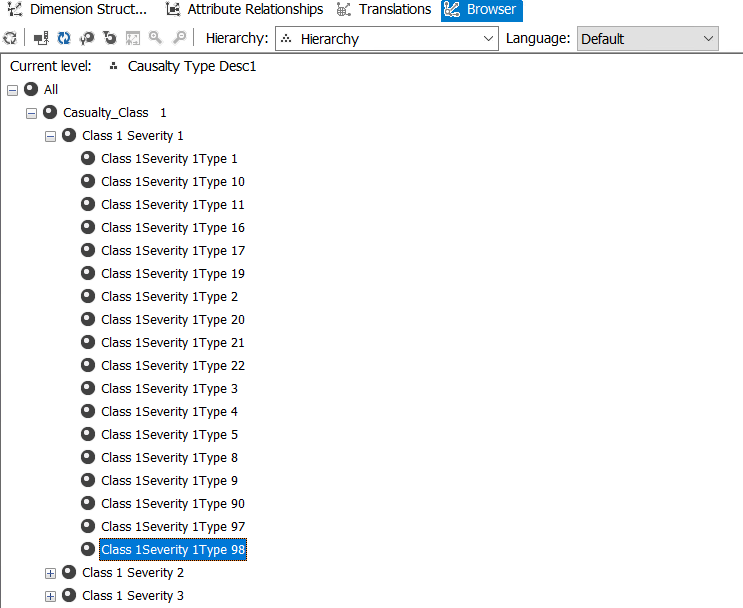 Dimension Struct... Attribute Relationships Translations Browser
Hierarchy: Hierarchy Language: Default
Current level: Causalty Type Desc1
All
Casualty_Class 1
Class 1 Severity 1
Class 1Severity 1Type 1
Class 1Severity 1Type 10
Class 1Severity 1Type 11
Class 1Severity 1Type 16
Class 1Severity 1Type 17
Class 1Severity 1Type 19
Class 1Severity 1Type 2
Class 1Severity 1Type 20
Class 1Severity 1Type 21
Class 1Severity 1Type 22
Class 1Severity 1Type 3
Class 1Severity 1Type 4
Class 1Severity 1Type 5
Class 1Severity 1Type 8
Class 1Severity 1Type 9
Class 1Severity 1Type 90
Class 1Severity 1Type 97
Class 1Severity 1Type 98
Class 1 Severity 2
Class 1 Severity 3